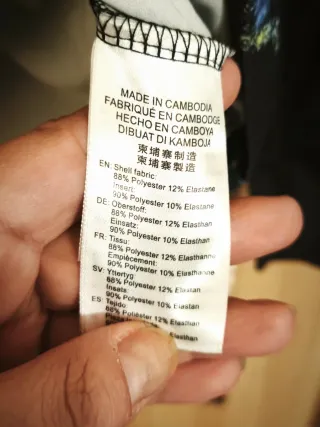 MADE IN CAMBODIA
FABRIQUÉ EN CAMBODGE
HECHO EN CAMBOYA
DIBUAT DI KAMBOJA
柬埔寨制造
柬埔寨製造
EN: Shell fabric:
88% Polyester 12% Elastane
Insert:
90% Polyester 10% Elastane
DE: Oberstoff:
88% Polyester 12% Elasthan
Einsatz:
90% Polyester 10% Elasthan
FR: Tissu:
88% Polyester 12% Elasthanne
Empiècement:
90% Polyester 10% Elasthanne
SV: Yttertyg:
88% Polyester 12% Elastan
Insats:
90% Polyester 10% Elastan
ES: Tejido:
88% Poliéster 12% Elasthan